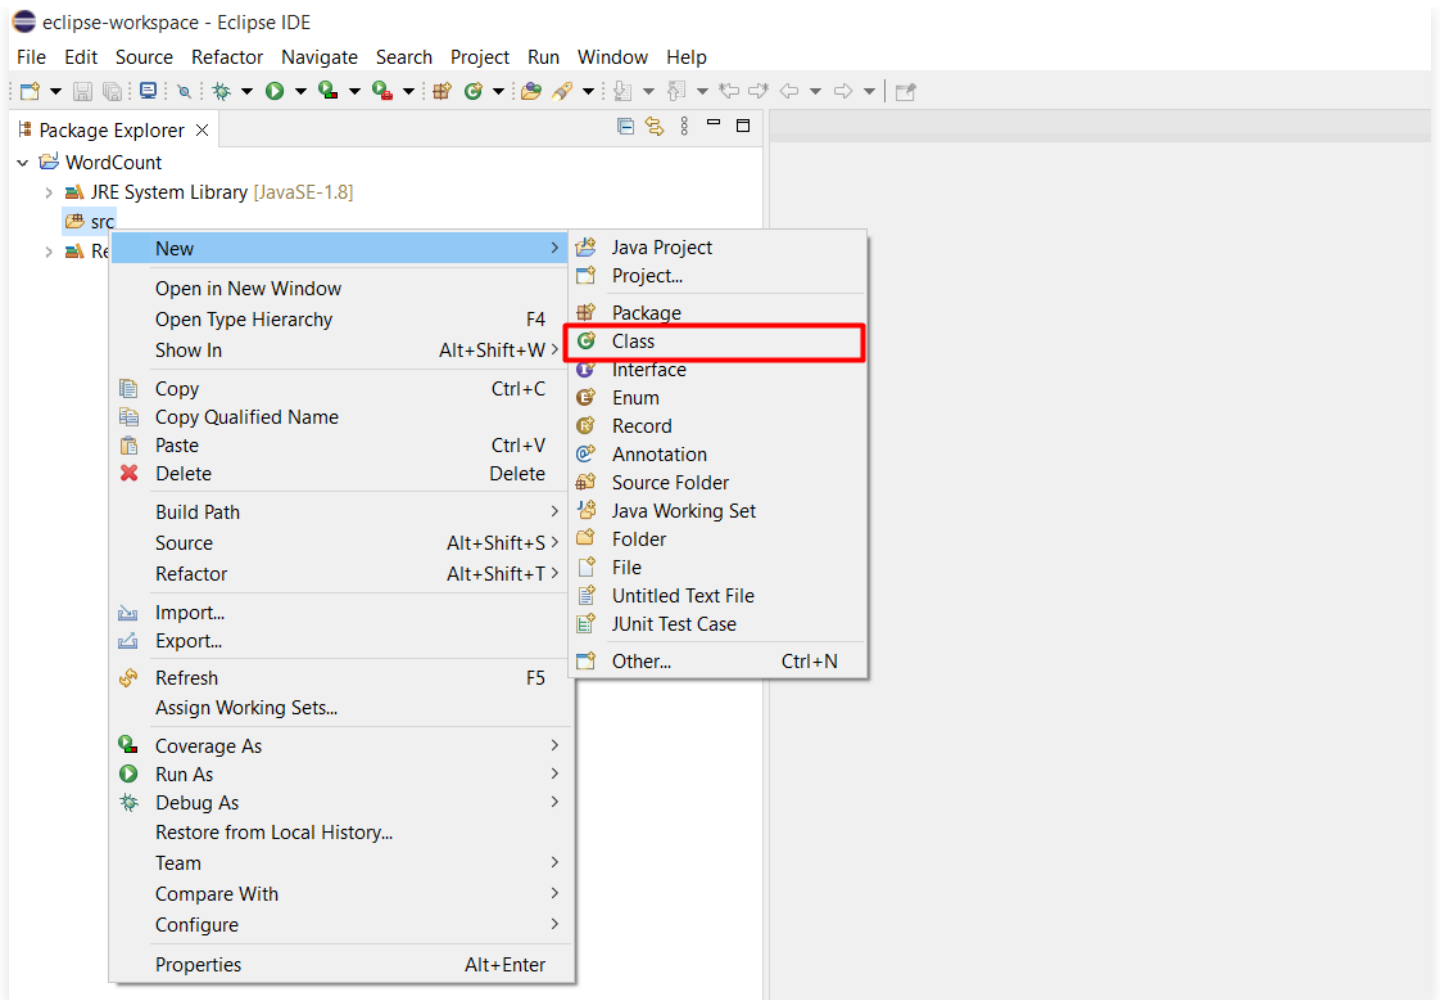 eclipse-workspace - Eclipse IDE
File Edit Source Refactor Navigate Search Project Run Window Help
Package Explorer
WordCount
JRE System Library [JavaSE-1.8]
src
Re
New
Open in New Window
Open Type Hierarchy F4
Show In Alt+Shift+W
Copy Ctrl+C
Copy Qualified Name
Paste Ctrl+V
Delete Delete
Build Path
Source Alt+Shift+S
Refactor Alt+Shift+T
Import...
Export...
Refresh F5
Assign Working Sets...
Coverage As
Run As
Debug As
Restore from Local History...
Team
Compare With
Configure
Properties Alt+Enter
Java Project
Project...
Package
Class
Interface
Enum
Record
Annotation
Source Folder
Java Working Set
Folder
File
Untitled Text File
JUnit Test Case
Other... Ctrl+N